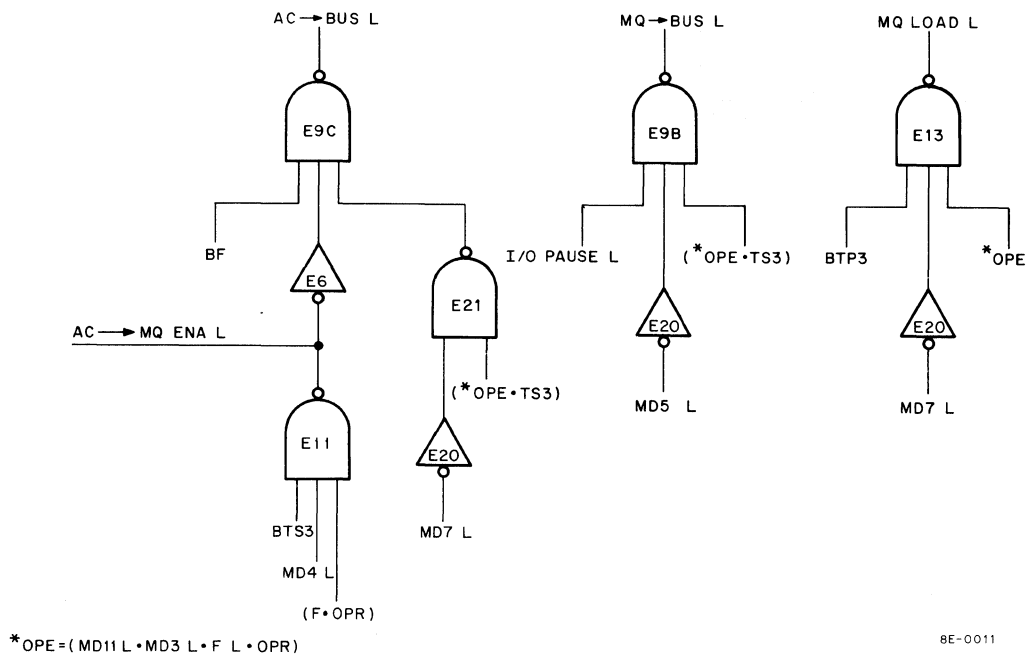 AC→BUS L
MQ→BUS L
MQ LOAD L
E9C
E9B
E13
BF
I/O PAUSE L
(*OPE•TS3)
BTP3
*OPE
E6
E21
E20
E20
AC→MQ ENA L
(*OPE•TS3)
MD5 L
MD7 L
E11
E20
BTS3
MD7 L
MD4 L
(F•OPR)
*OPE=(MD11 L•MD3 L•F L•OPR)
8E-0011